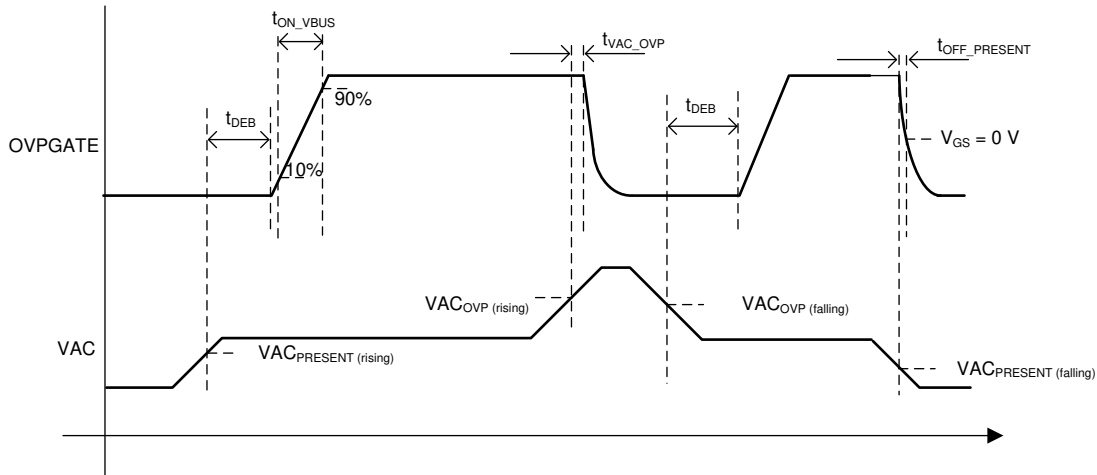 tON_VBUS
tVAC_OVP
tOFF_PRESENT
90%
tDEB
tDEB
OVPGATE
VGS = 0 V
10%
VACOVP (rising)
VACOVP (falling)
VAC
VACPRESENT (rising)
VACPRESENT (falling)